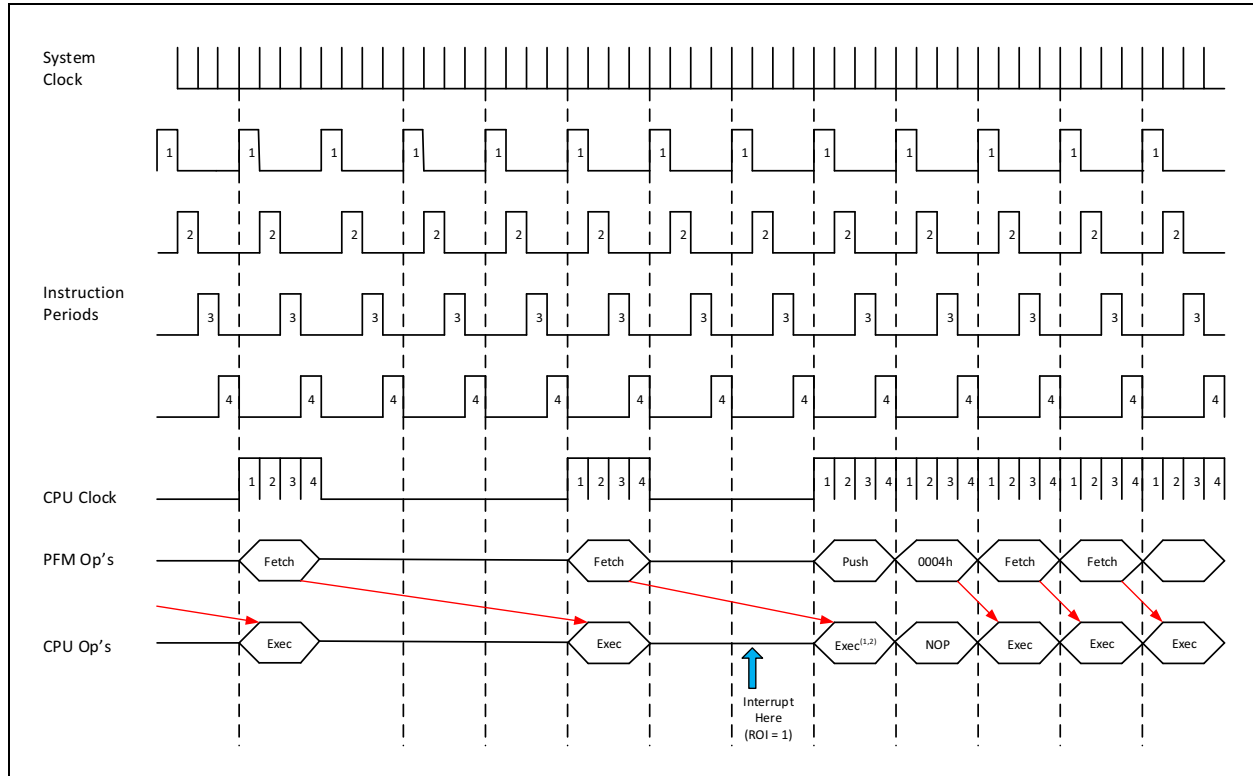 System
Clock
1 1 1 1 1 1 1 1 1 1 1 1 1
2 2 2 2 2 2 2 2 2 2 2 2 2
Instruction
Periods
3 3 3 3 3 3 3 3 3 3 3 3 3
4 4 4 4 4 4 4 4 4 4 4 4 4
CPU Clock 1 2 3 4 1 2 3 4 1 2 3 4 1 2 3 4 1 2 3 4 1 2 3 4 1 2 3 4
PFM Op's Fetch Fetch Push 0004h Fetch Fetch
CPU Op's Exec Exec Exec(1,2) NOP Exec Exec Exec
Interrupt
Here
(ROI = 1)